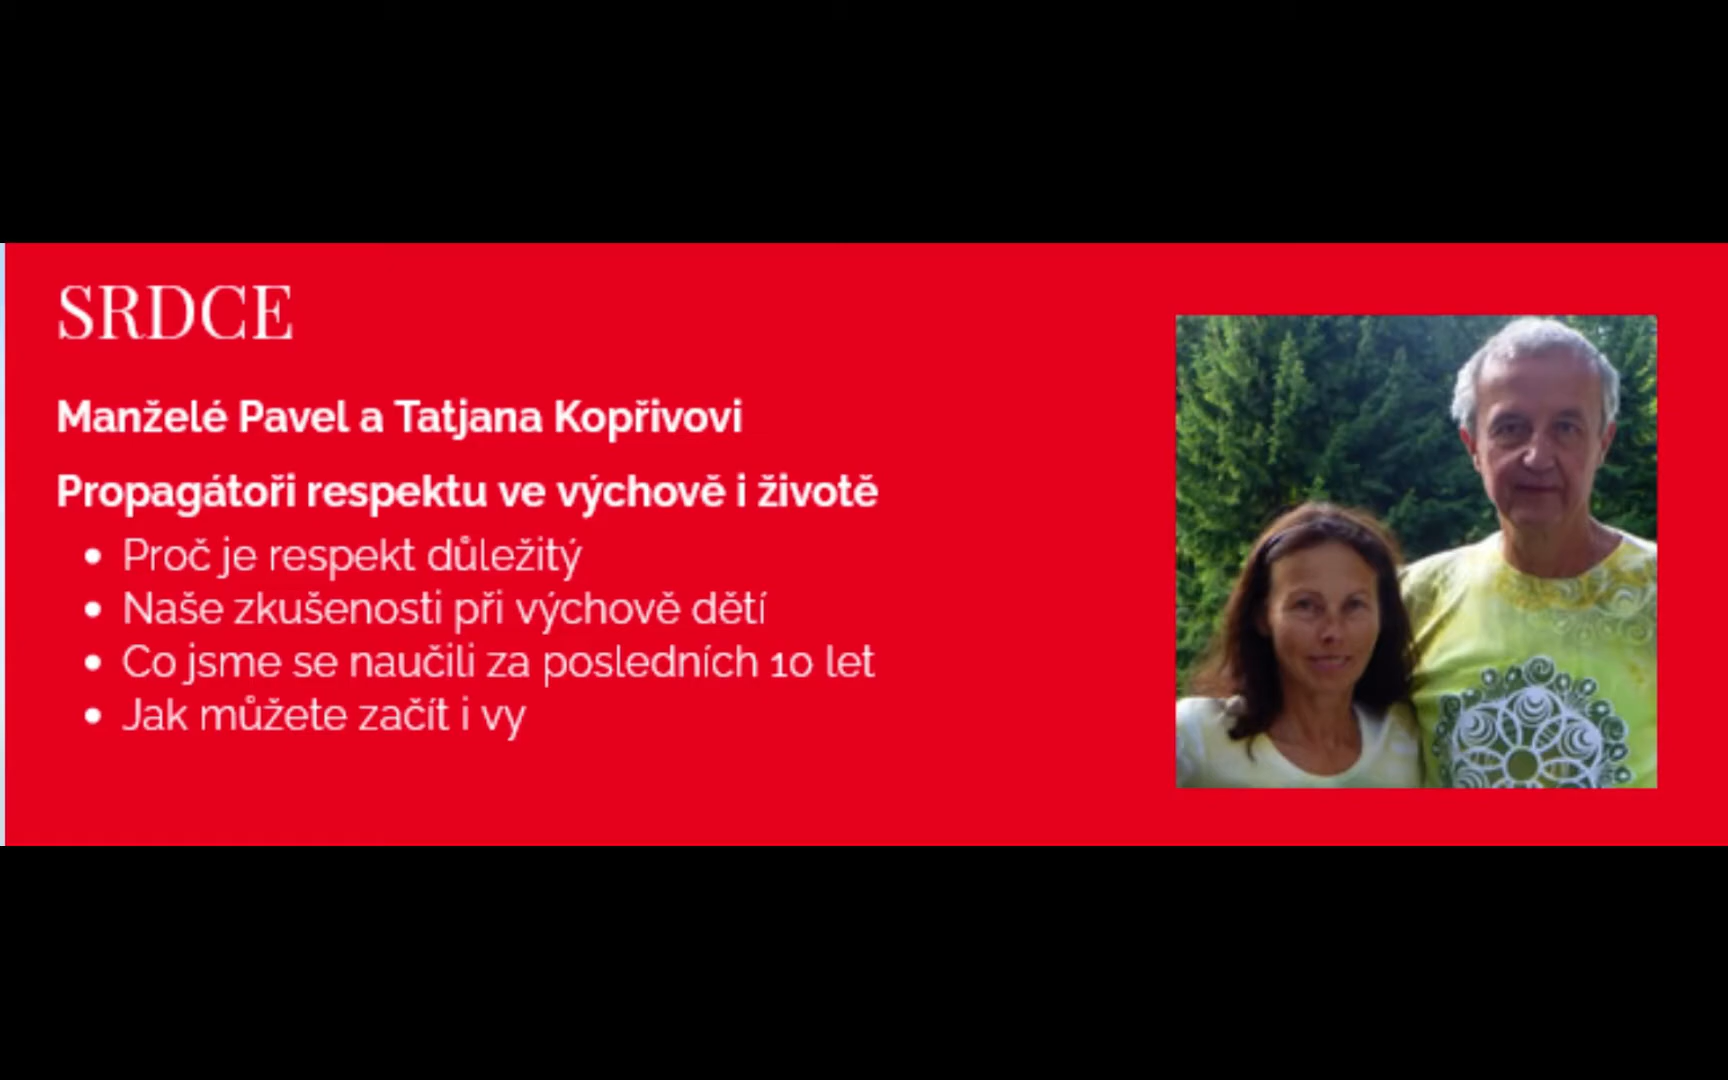 SRDCE
Manželé Pavel a Tatjana Kopřivovi
Propagátoři respektu ve výchově i životě
• Proč je respekt důležitý
• Naše zkušenosti při výchově dětí
• Co jsme se naučili za posledních 10 let
• Jak můžete začít i vy